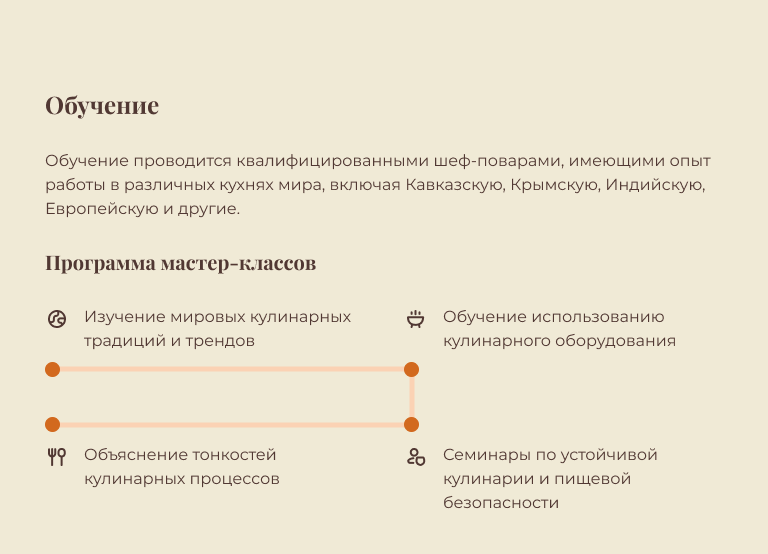 Обучение
Обучение проводится квалифицированными шеф-поварами, имеющими опыт
работы в различных кухнях мира, включая Кавказскую, Крымскую, Индийскую,
Европейскую и другие.
Программа мастер-классов
Изучение мировых кулинарных
традиций и трендов
Обучение использованию
кулинарного оборудования
Объяснение тонкостей
кулинарных процессов
Семинары по устойчивой
кулинарии и пищевой
безопасности